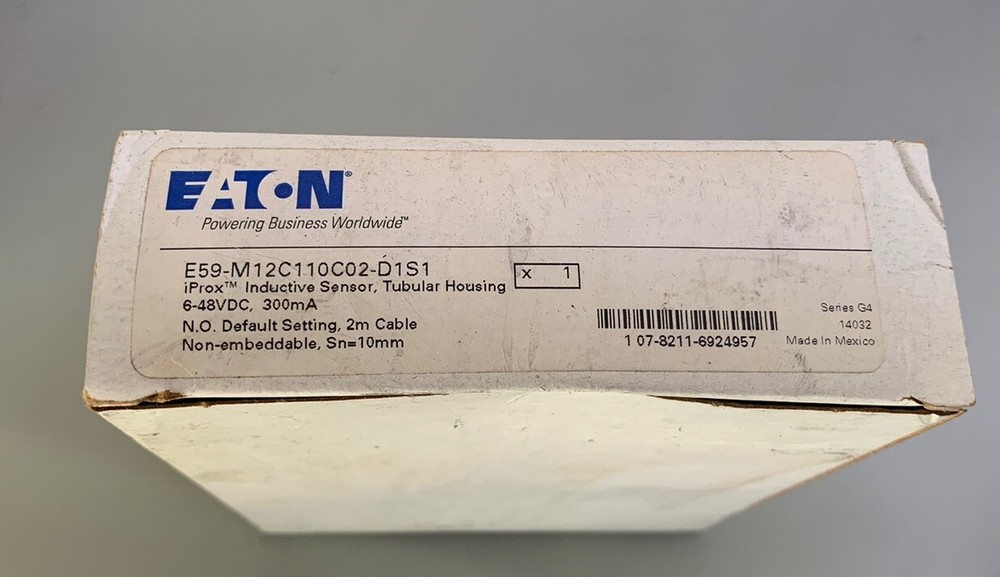 EATON®
Powering Business Worldwide™
E59-M12C110C02-D1S1
x 1
iProx™ Inductive Sensor, Tubular Housing
6-48VDC, 300mA
N.O. Default Setting, 2m Cable
Non-embeddable, Sn=10mm
1 07-8211-6924957
Series G4
14032
Made In Mexico